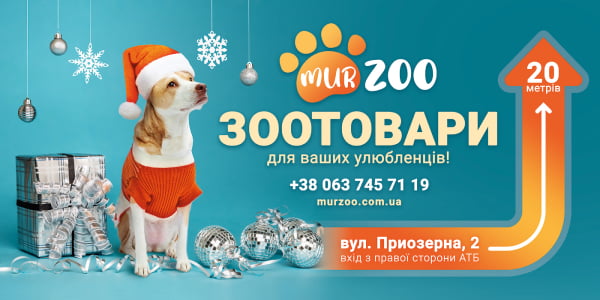 MUR ZOO
ЗООТОВАРИ
для ваших улюбленців!
+38 063 745 71 19
murzoo.com.ua
20
метрів
вул. Приозерна, 2
вхід з правої сторони АТБ